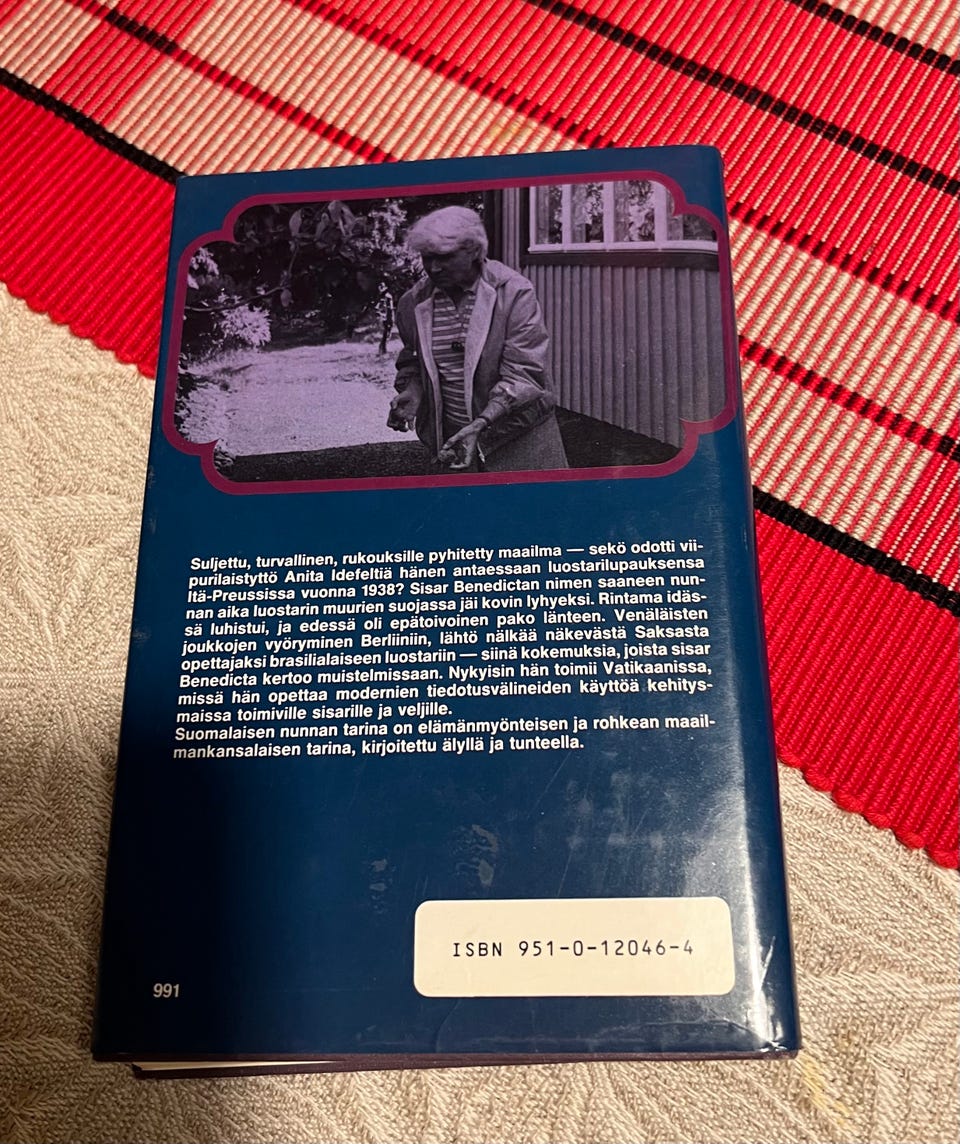 Suljettu, turvallinen, rukouksille pyhitetty maailma — sekö odotti vii-
purilaistyttö Anita Idefeltiä hänen antaessaan luostarilupauksensa
Itä-Preussissa vuonna 1938? Sisar Benedictan nimen saaneen nun-
nan aika luostarin muurien suojassa jäi kovin lyhyeksi. Rintama idäs-
sä luhistui, ja edessä oli epätoivoinen pako länteen. Venäläisten
joukkojen vyöryminen Berliiniin, lähtö nälkää näkevästä Saksasta
opettajaksi brasilialaiseen luostariin — siinä kokemuksia, joista sisar
Benedicta kertoo muistelmissaan. Nykyisin hän toimii Vatikaanissa,
missä hän opettaa modernien tiedotusvälineiden käyttöä kehitys-
maissa toimiville sisarille ja veljille.
Suomalaisen nunnan tarina on elämänmyönteisen ja rohkean maail-
mankansalaisen tarina, kirjoitettu älyllä ja tunteella.
ISBN 951-0-12046-4
991